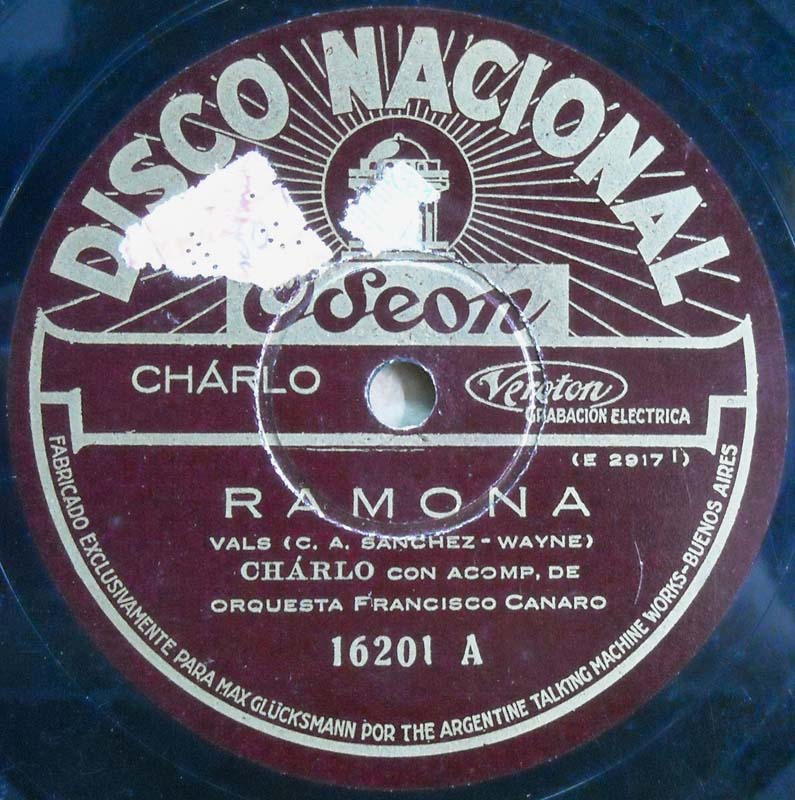 DISCO NACIONAL
Odeon
CHÁRLO
Veroton
GRABACIÓN ELECTRICA
(E 2917 I)
RAMONA
VALS (C. A. SANCHEZ - WAYNE)
CHÁRLO CON ACOMP. DE
ORQUESTA FRANCISCO CANARO
16201 A
FABRICADO EXCLUSIVAMENTE PARA MAX GLÜCKSMANN POR THE ARGENTINE TALKING MACHINE WORKS-BUENOS AIRES